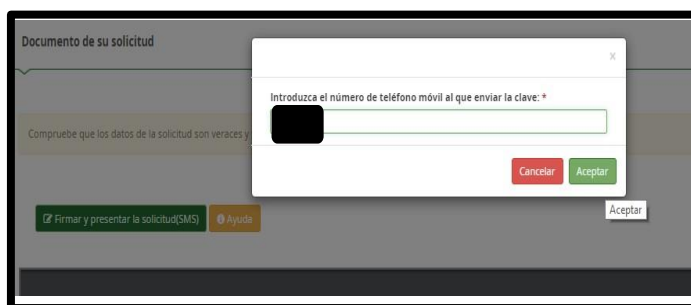 Documento de su solicitud
x
Introduzca el número de teléfono móvil al que enviar la clave: *
Compruebe que los datos de la solicitud son veraces y
Cancelar
Aceptar
Aceptar
Firmar y presentar la solicitud(SMS)
Ayuda